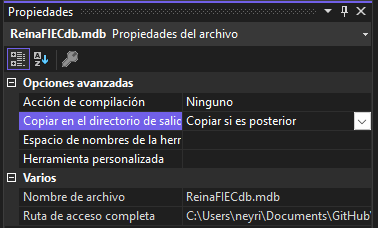 Propiedades
ReinaFIECdb.mdb Propiedades del archivo
Opciones avanzadas
Acción de compilación Ninguno
Copiar en el directorio de salic Copiar si es posterior
Espacio de nombres de la herr
Herramienta personalizada
Varios
Nombre de archivo ReinaFIECdb.mdb
Ruta de acceso completa C:\Users\neyri\Documents\GitHub\